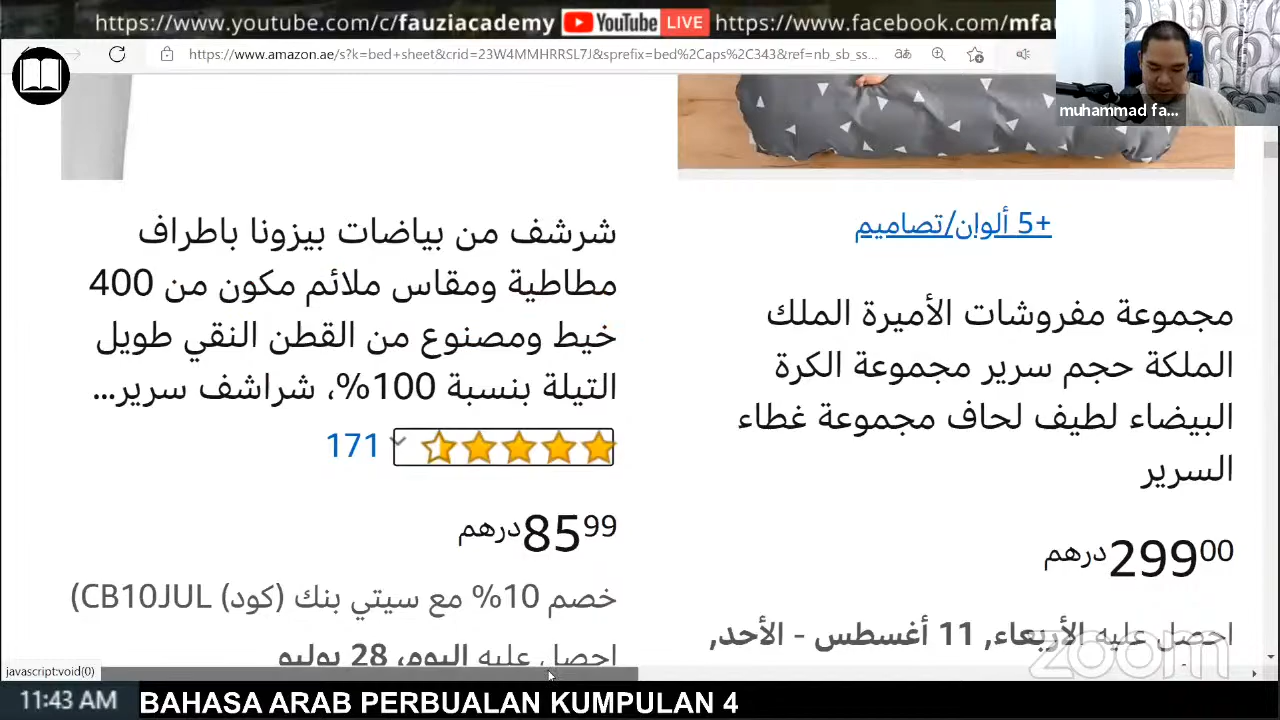 https://www.youtube.com/c/fauziacademy YouTube LIVE https://www.facebook.com/mfau
https://www.amazon.ae/s?k=bed+sheet&crid=23W4MMHRRSL7J&sprefix=bed%2Caps%2C343&ref=nb_sb_ss...
muhammad fa...
+5 ألوان/تصاميم
مجموعة مفروشات الأميرة الملك
الملكة حجم سرير مجموعة الكرة
البيضاء لطيف لحاف مجموعة غطاء
السرير
29900 درهم
احصل عليه الأربعاء, 11 أغسطس - الأحد,
شرشف من بياضات بيزونا باطراف
مطاطية ومقاس ملائم مكون من 400
خيط ومصنوع من القطن النقي طويل
التيلة بنسبة 100%، شراشف سرير...
171
8599 درهم
خصم 10% مع سيتي بنك (كود) CB10JUL)
احصل عليه اليوم، 28 يوليو
zoom
javascript:void(0)
11:43 AM BAHASA ARAB PERBUALAN KUMPULAN 4